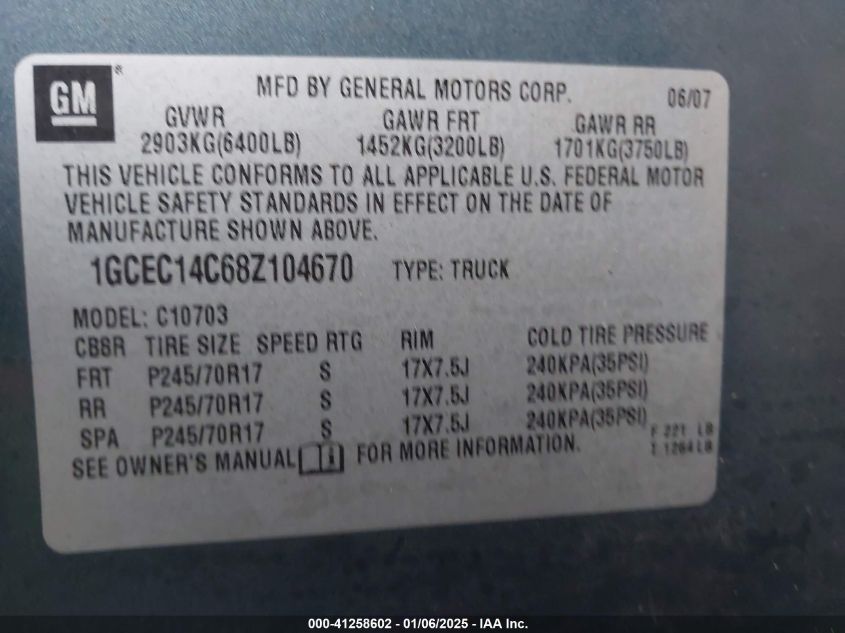 GM®
MFD BY GENERAL MOTORS CORP. 06/07
GVWR GAWR FRT GAWR RR
2903KG(6400LB) 1452KG(3200LB) 1701KG(3750LB)
THIS VEHICLE CONFORMS TO ALL APPLICABLE U.S. FEDERAL MOTOR
VEHICLE SAFETY STANDARDS IN EFFECT ON THE DATE OF
MANUFACTURE SHOWN ABOVE.
1GCEC14C68Z104670 TYPE: TRUCK
MODEL: C10703
CBBR TIRE SIZE SPEED RTG RIM COLD TIRE PRESSURE
FRT P245/70R17 S 17X7.5J 240KPA(35PSI)
RR P245/70R17 S 17X7.5J 240KPA(35PSI)
SPA P245/70R17 S 17X7.5J 240KPA(35PSI)
F 221 LB
1264LB
SEE OWNER'S MANUAL FOR MORE INFORMATION.
000-41258602 - 01/06/2025 - IAA Inc.